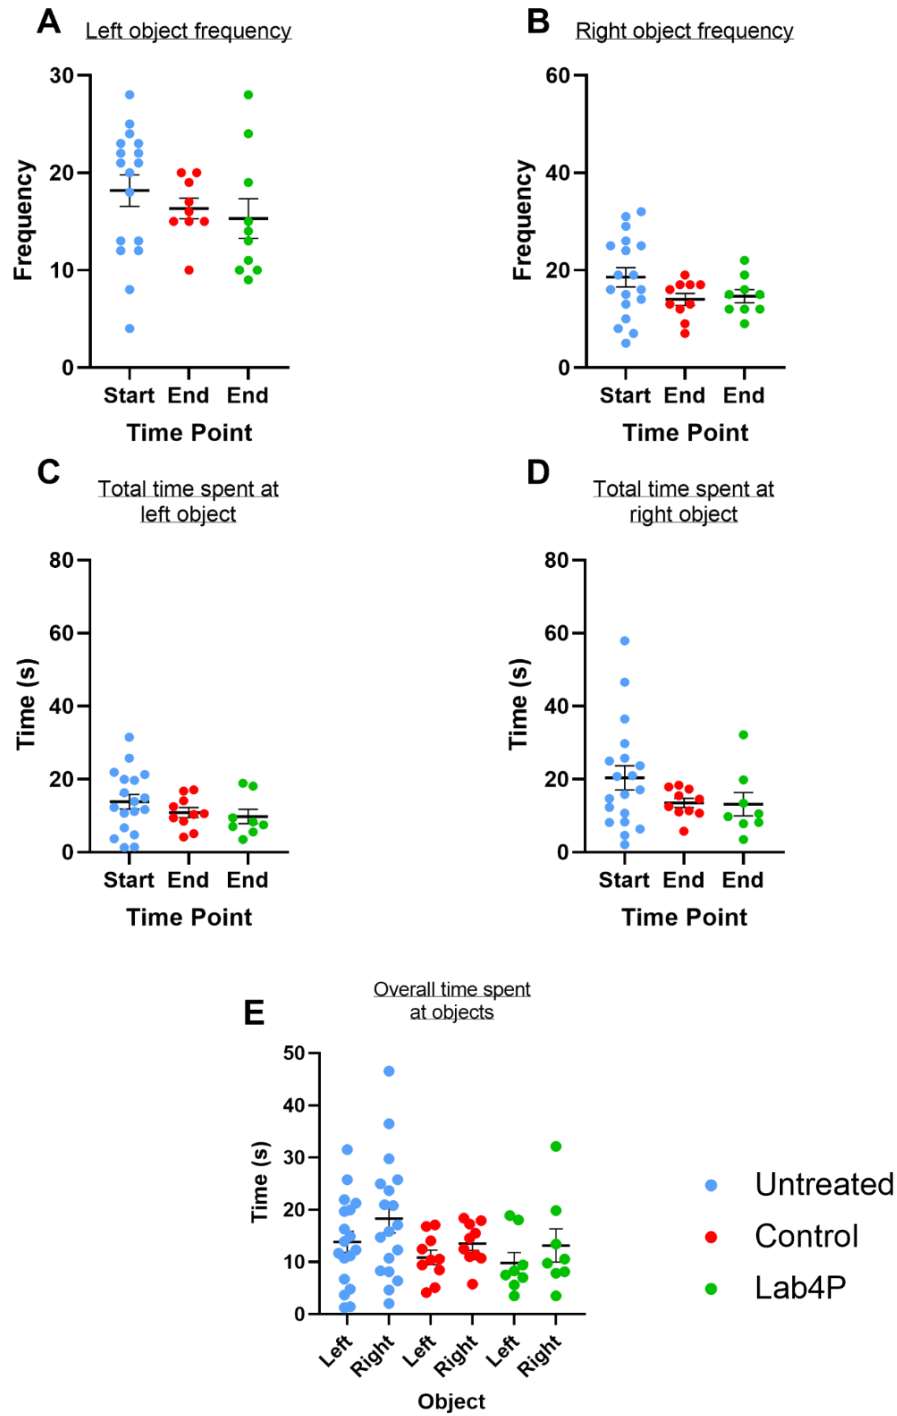 A
Left object frequency
30
20
10
0
Frequency
Start
End
End
Time Point
B
Right object frequency
60
40
20
0
Frequency
Start
End
End
Time Point
C
Total time spent at
left object
80
60
40
20
0
Time (s)
Start
End
End
Time Point
D
Total time spent at
right object
80
60
40
20
0
Time (s)
Start
End
End
Time Point
E
Overall time spent
at objects
50
40
30
20
10
0
Time (s)
Left
Right
Left
Right
Left
Right
Object
Untreated
Control
Lab4P